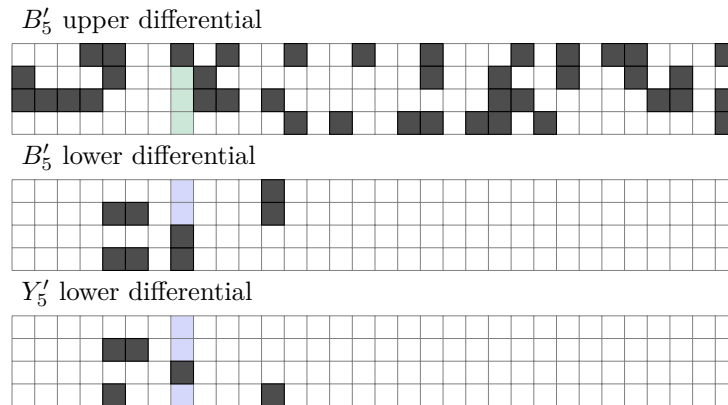 B′₅ upper differential
B′₅ lower differential
Y′₅ lower differential